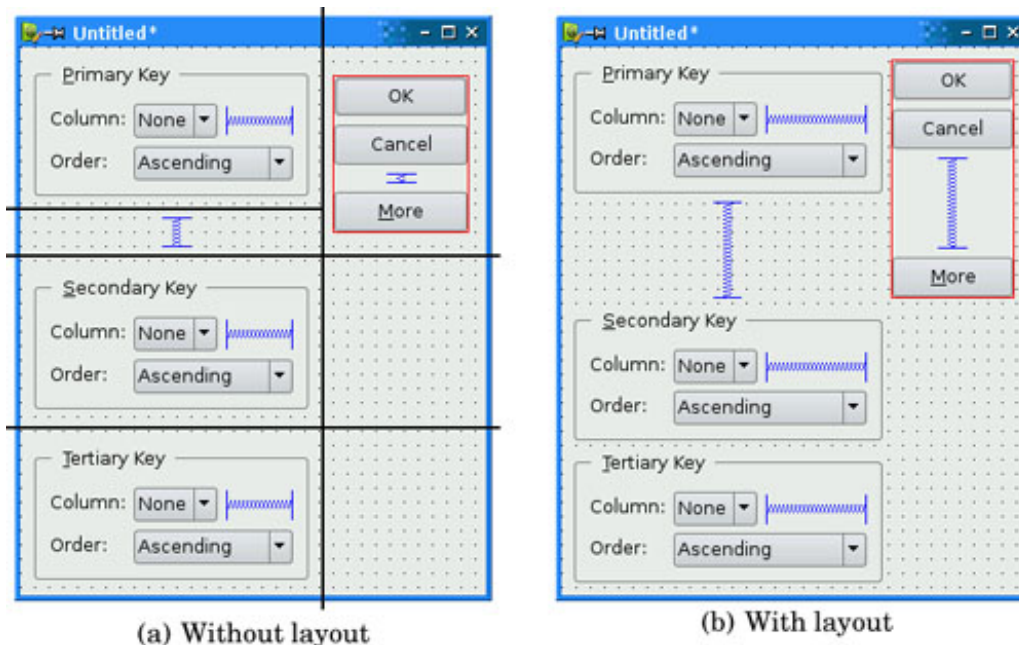 Untitled*
Primary Key
Column: None
Order: Ascending
OK
Cancel
More
Secondary Key
Column: None
Order: Ascending
Tertiary Key
Column: None
Order: Ascending
(a) Without layout
Untitled*
Primary Key
Column: None
Order: Ascending
OK
Cancel
More
Secondary Key
Column: None
Order: Ascending
Tertiary Key
Column: None
Order: Ascending
(b) With layout